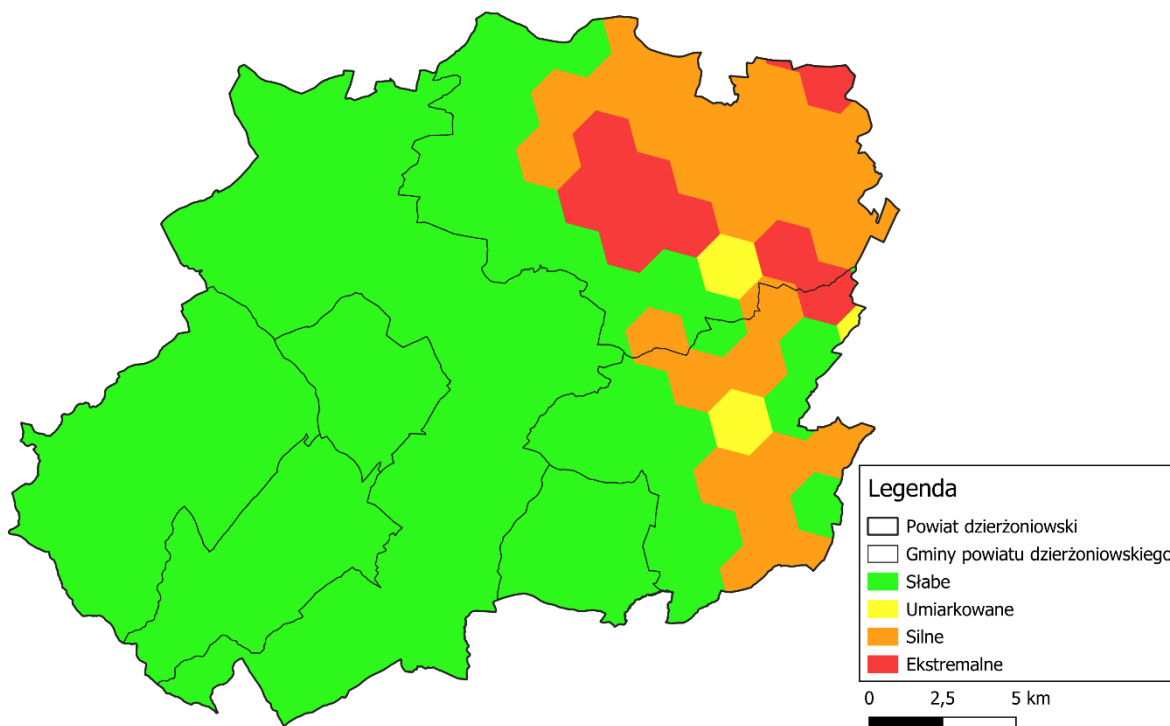 Legenda
Powiat dzierżoniowski
Gminy powiatu dzierżoniowskiego
Słabe
Umiarkowane
Silne
Ekstremalne
0 2,5 5 km